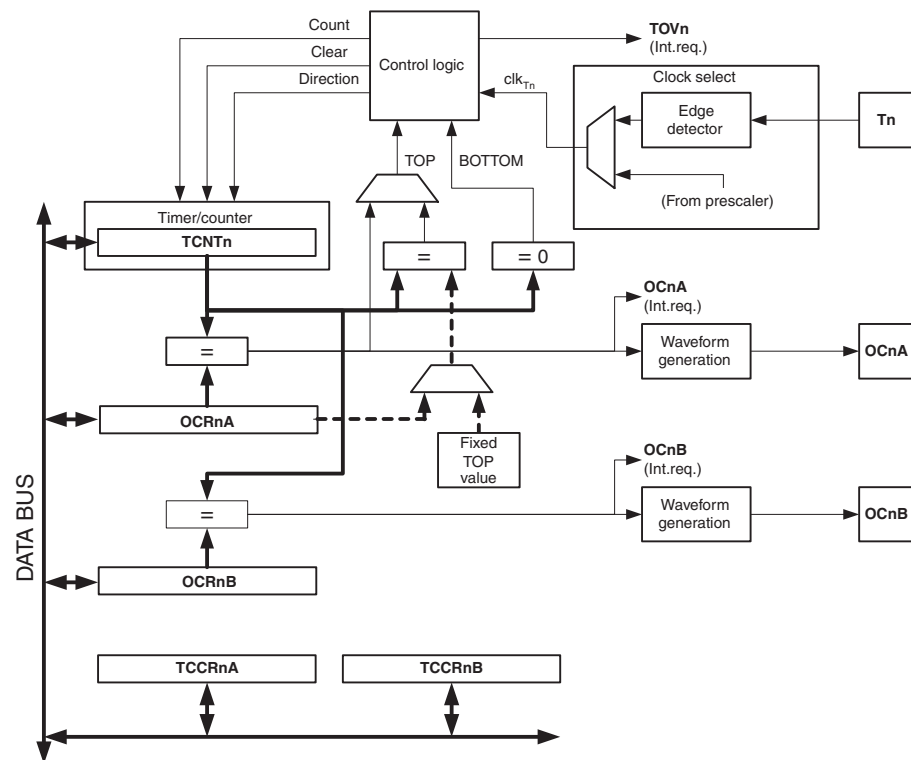 Count
Clear
Direction
Control logic
TOVn
(Int.req.)
clkTn
Clock select
Edge
detector
Tn
(From prescaler)
TOP
BOTTOM
Timer/counter
TCNTn
=
= 0
OCnA
(Int.req.)
=
Waveform
generation
OCnA
OCRnA
Fixed
TOP
value
OCnB
(Int.req.)
=
Waveform
generation
OCnB
OCRnB
DATA BUS
TCCRnA
TCCRnB